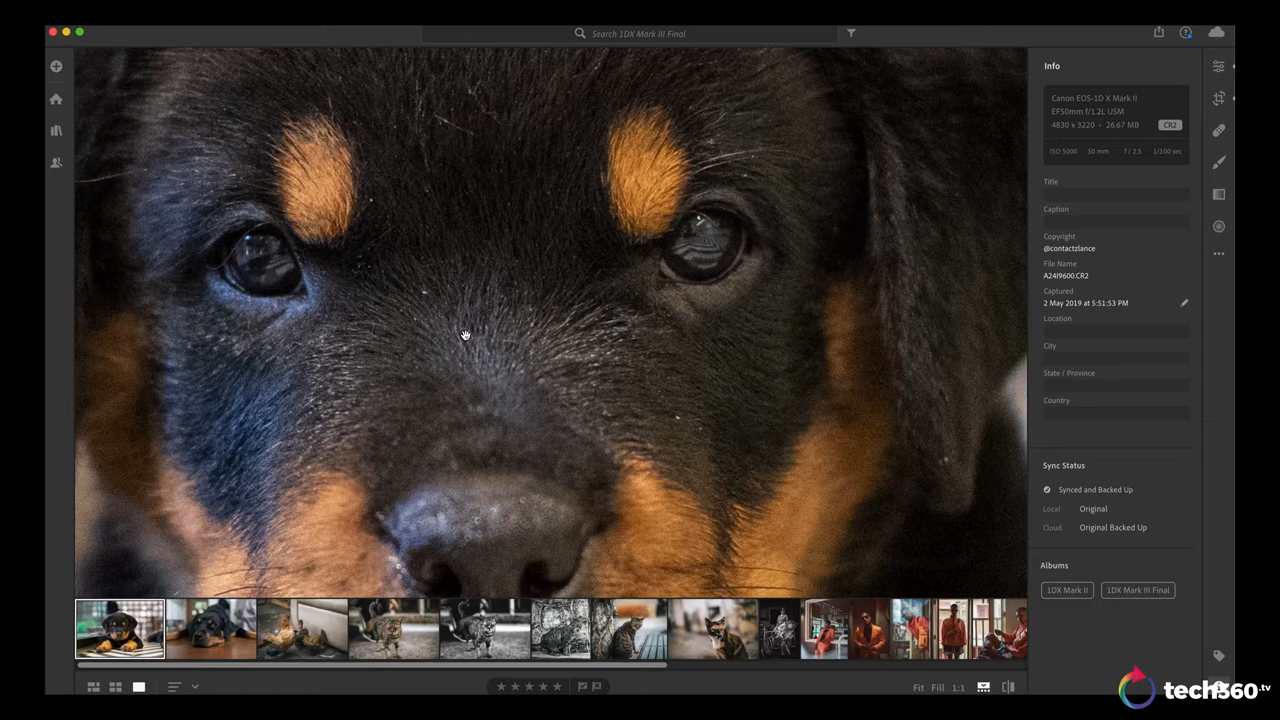 Search 1DX Mark III Final
Info
Canon EOS-1D X Mark II
EF50mm f/1.2L USM
4830 x 3220 • 26.67 MB CR2
ISO 5000 50 mm f / 2.5 1/100 sec
Title
Caption
Copyright
@contactzlance
File Name
A24I9600.CR2
Captured
2 May 2019 at 5:51:53 PM
Location
City
State / Province
Country
Sync Status
Synced and Backed Up
Local Original
Cloud Original Backed Up
Albums
1DX Mark II 1DX Mark III Final
Fit Fill 1:1
tech360.tv